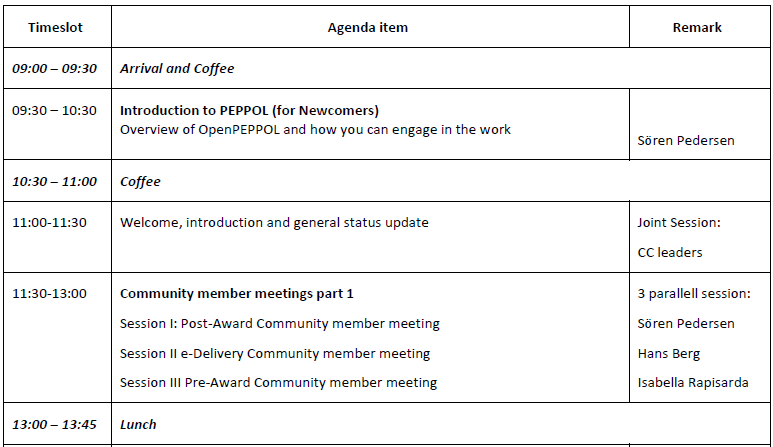 Timeslot Agenda item Remark
09:00 – 09:30 Arrival and Coffee
09:30 – 10:30 Introduction to PEPPOL (for Newcomers)
Overview of OpenPEPPOL and how you can engage in the work
Sören Pedersen
10:30 – 11:00 Coffee
11:00-11:30 Welcome, introduction and general status update Joint Session:
CC leaders
11:30-13:00 Community member meetings part 1 3 parallell session:
Session I: Post-Award Community member meeting Sören Pedersen
Session II e-Delivery Community member meeting Hans Berg
Session III Pre-Award Community member meeting Isabella Rapisarda
13:00 – 13:45 Lunch